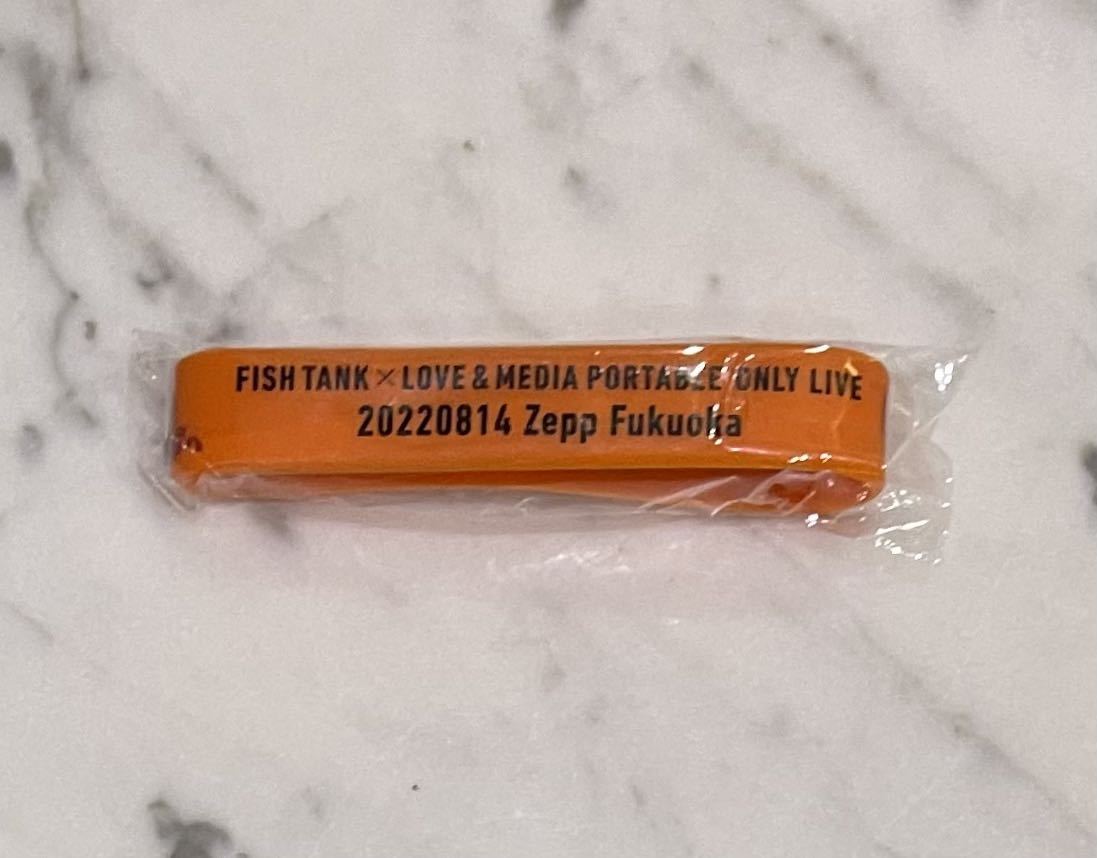 FISH TANK×LOVE & MEDIA PORTABLE ONLY LIVE
20220814 Zepp Fukuoka